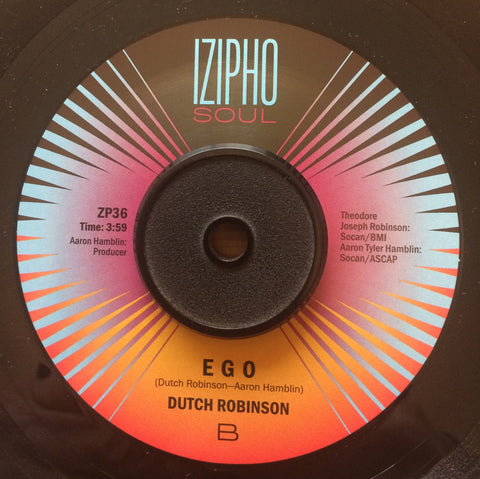 IZIPHO
SOUL
ZP36
Time: 3:59
Aaron Hamblin:
Producer
Theodore
Joseph Robinson:
Socan/BMI
Aaron Tyler Hamblin:
Socan/ASCAP
EGO
(Dutch Robinson—Aaron Hamblin)
DUTCH ROBINSON
B